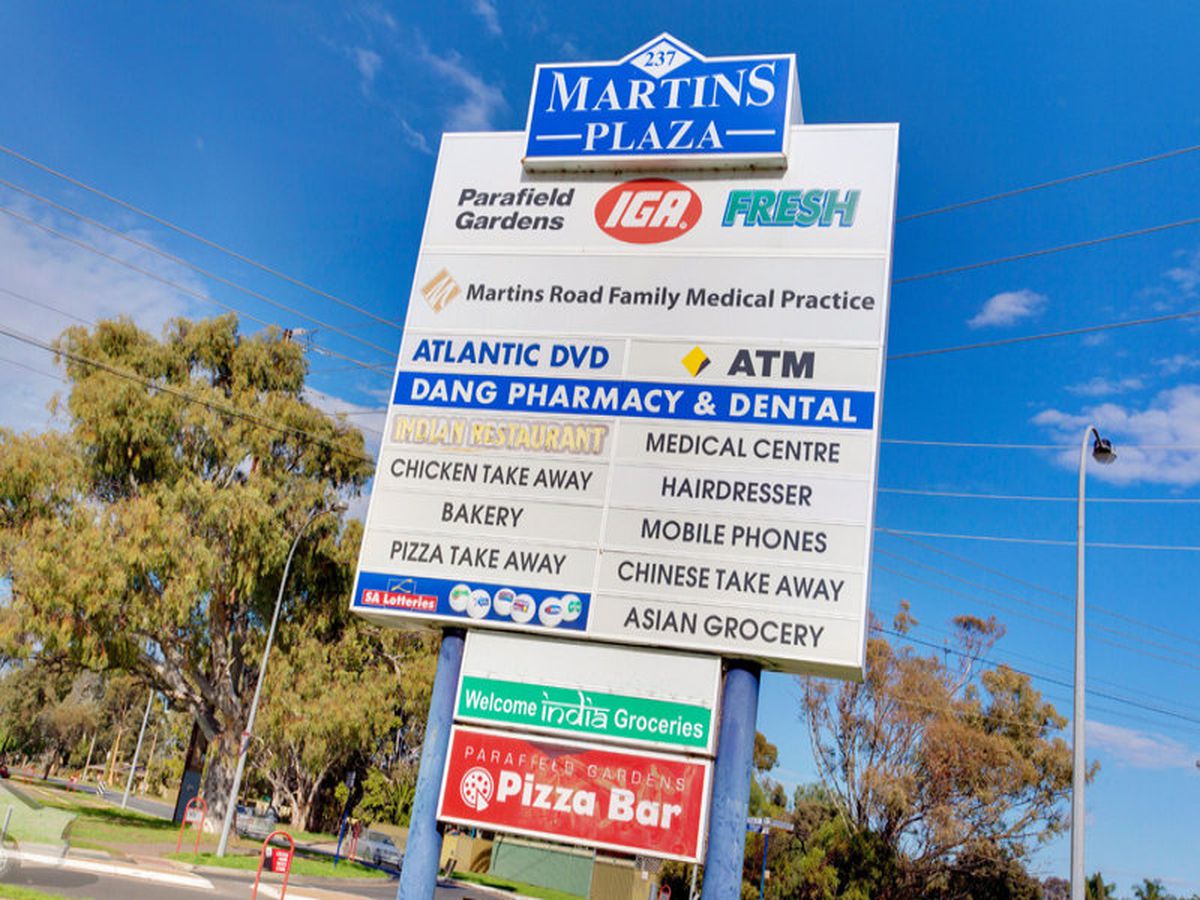 237
MARTINS
PLAZA
Parafield
Gardens
IGA
FRESH
Martins Road Family Medical Practice
ATLANTIC DVD
ATM
DANG PHARMACY & DENTAL
INDIAN RESTAURANT
MEDICAL CENTRE
CHICKEN TAKE AWAY
HAIRDRESSER
BAKERY
MOBILE PHONES
PIZZA TAKE AWAY
CHINESE TAKE AWAY
SA Lotteries
ASIAN GROCERY
Welcome india Groceries
PARAFIELD GARDENS
Pizza Bar